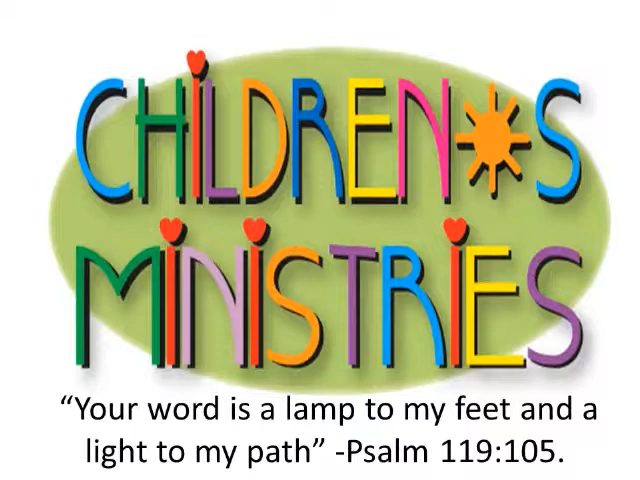 CHiLDREN'S
MiNiSTRiES
“Your word is a lamp to my feet and a
light to my path” -Psalm 119:105.